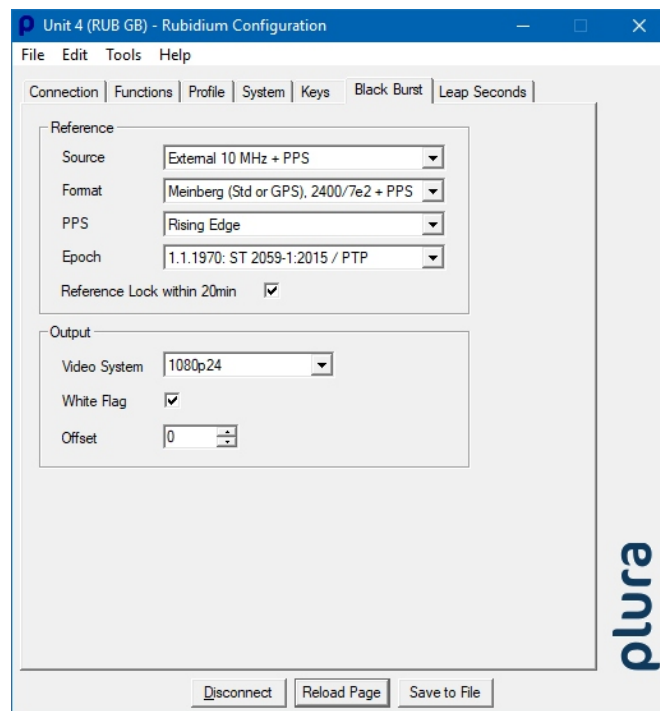 Unit 4 (RUB GB) - Rubidium Configuration
File Edit Tools Help
Connection Functions Profile System Keys Black Burst Leap Seconds
Reference
Source External 10 MHz + PPS
Format Meinberg (Std or GPS), 2400/7e2 + PPS
PPS Rising Edge
Epoch 1.1.1970: ST 2059-1:2015 / PTP
Reference Lock within 20min
Output
Video System 1080p24
White Flag
Offset 0
plura
Disconnect Reload Page Save to File